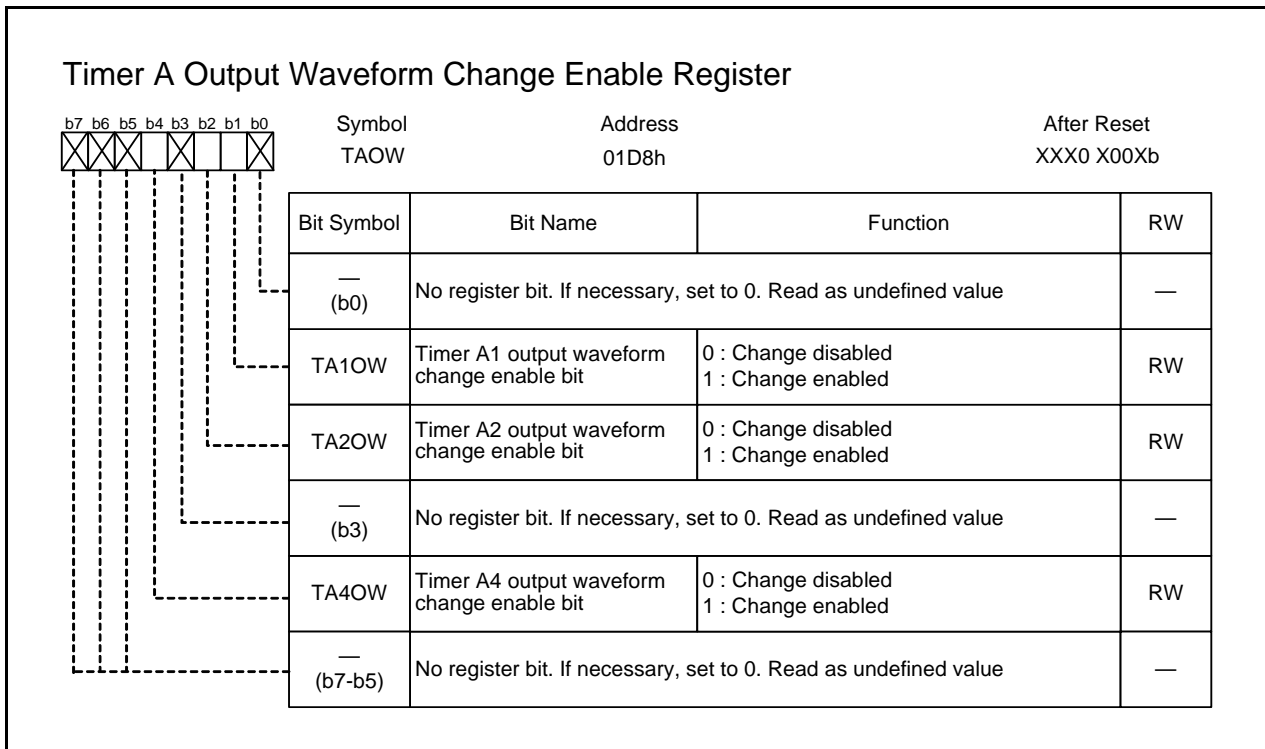 Timer A Output Waveform Change Enable Register
b7 b6 b5 b4 b3 b2 b1 b0
Symbol Address After Reset
TAOW 01D8h XXX0 X00Xb
Bit Symbol Bit Name Function RW
—
(b0)
No register bit. If necessary, set to 0. Read as undefined value
—
TA1OW
Timer A1 output waveform
change enable bit
0 : Change disabled
1 : Change enabled
RW
TA2OW
Timer A2 output waveform
change enable bit
0 : Change disabled
1 : Change enabled
RW
—
(b3)
No register bit. If necessary, set to 0. Read as undefined value
—
TA4OW
Timer A4 output waveform
change enable bit
0 : Change disabled
1 : Change enabled
RW
—
(b7-b5)
No register bit. If necessary, set to 0. Read as undefined value
—